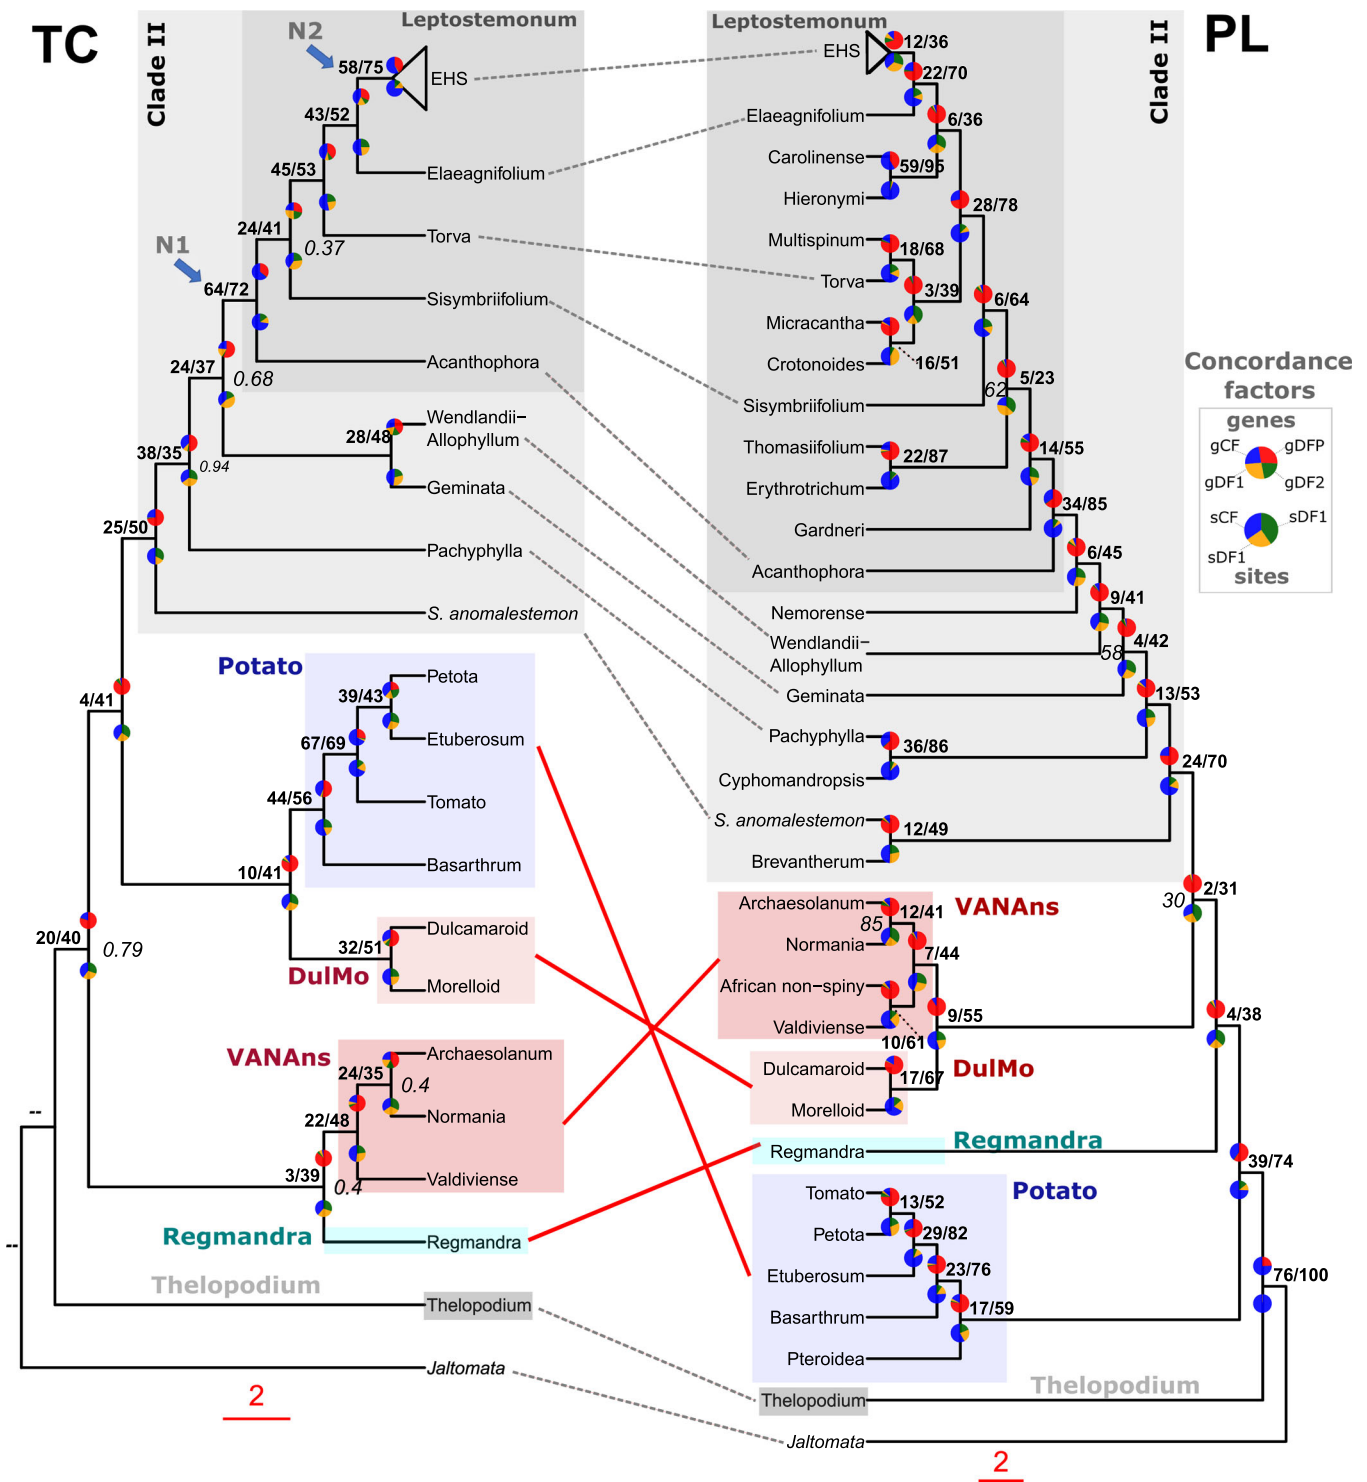 TC
Clade II
Leptostemonum
N2
58/75
EHS
43/52
Elaeagnifolium
45/53
Torva
24/41
0.37
N1
Sisymbriifolium
64/72
Acanthophora
24/37
0.68
Wendlandii–
Allophyllum
28/48
38/35
0.94
Geminata
25/50
Pachyphylla
S. anomalestemon
Potato
Petota
39/43
4/41
Etuberosum
67/69
Tomato
44/56
Basarthrum
10/41
Dulcamaroid
32/51
DulMo
Morelloid
20/40
0.79
VANAns
Archaesolanum
24/35
0.4
Normania
22/48
Valdiviense
3/39
0.4
Regmandra
Regmandra
--
--
Thelopodium
Thelopodium
Jaltomata
2
PL
Clade II
Leptostemonum
EHS
12/36
22/70
Elaeagnifolium
6/36
Carolinense
59/95
Hieronymi
28/78
Multispinum
18/68
Torva
3/39
6/64
Micracantha
Crotonoides
16/51
5/23
62
Sisymbriifolium
Thomasiifolium
14/55
22/87
Erythrotrichum
34/85
Gardneri
6/45
Acanthophora
9/41
Nemorense
4/42
Wendlandii–
Allophyllum
58
Geminata
13/53
Pachyphylla
36/86
24/70
Cyphomandropsis
S. anomalestemon
12/49
Brevantherum
2/31
30
Archaesolanum
12/41
VANAns
85
Normania
7/44
African non–spiny
9/55
4/38
Valdiviense
10/61
Dulcamaroid
17/67
DulMo
Morelloid
Regmandra
Regmandra
39/74
Tomato
13/52
Potato
Petota
29/82
Etuberosum
23/76
76/100
Basarthrum
17/59
Pteroidea
Thelopodium
Thelopodium
Jaltomata
2
Concordance
factors
genes
gCF
gDFP
gDF1
gDF2
sCF
sDF1
sDF1
sites